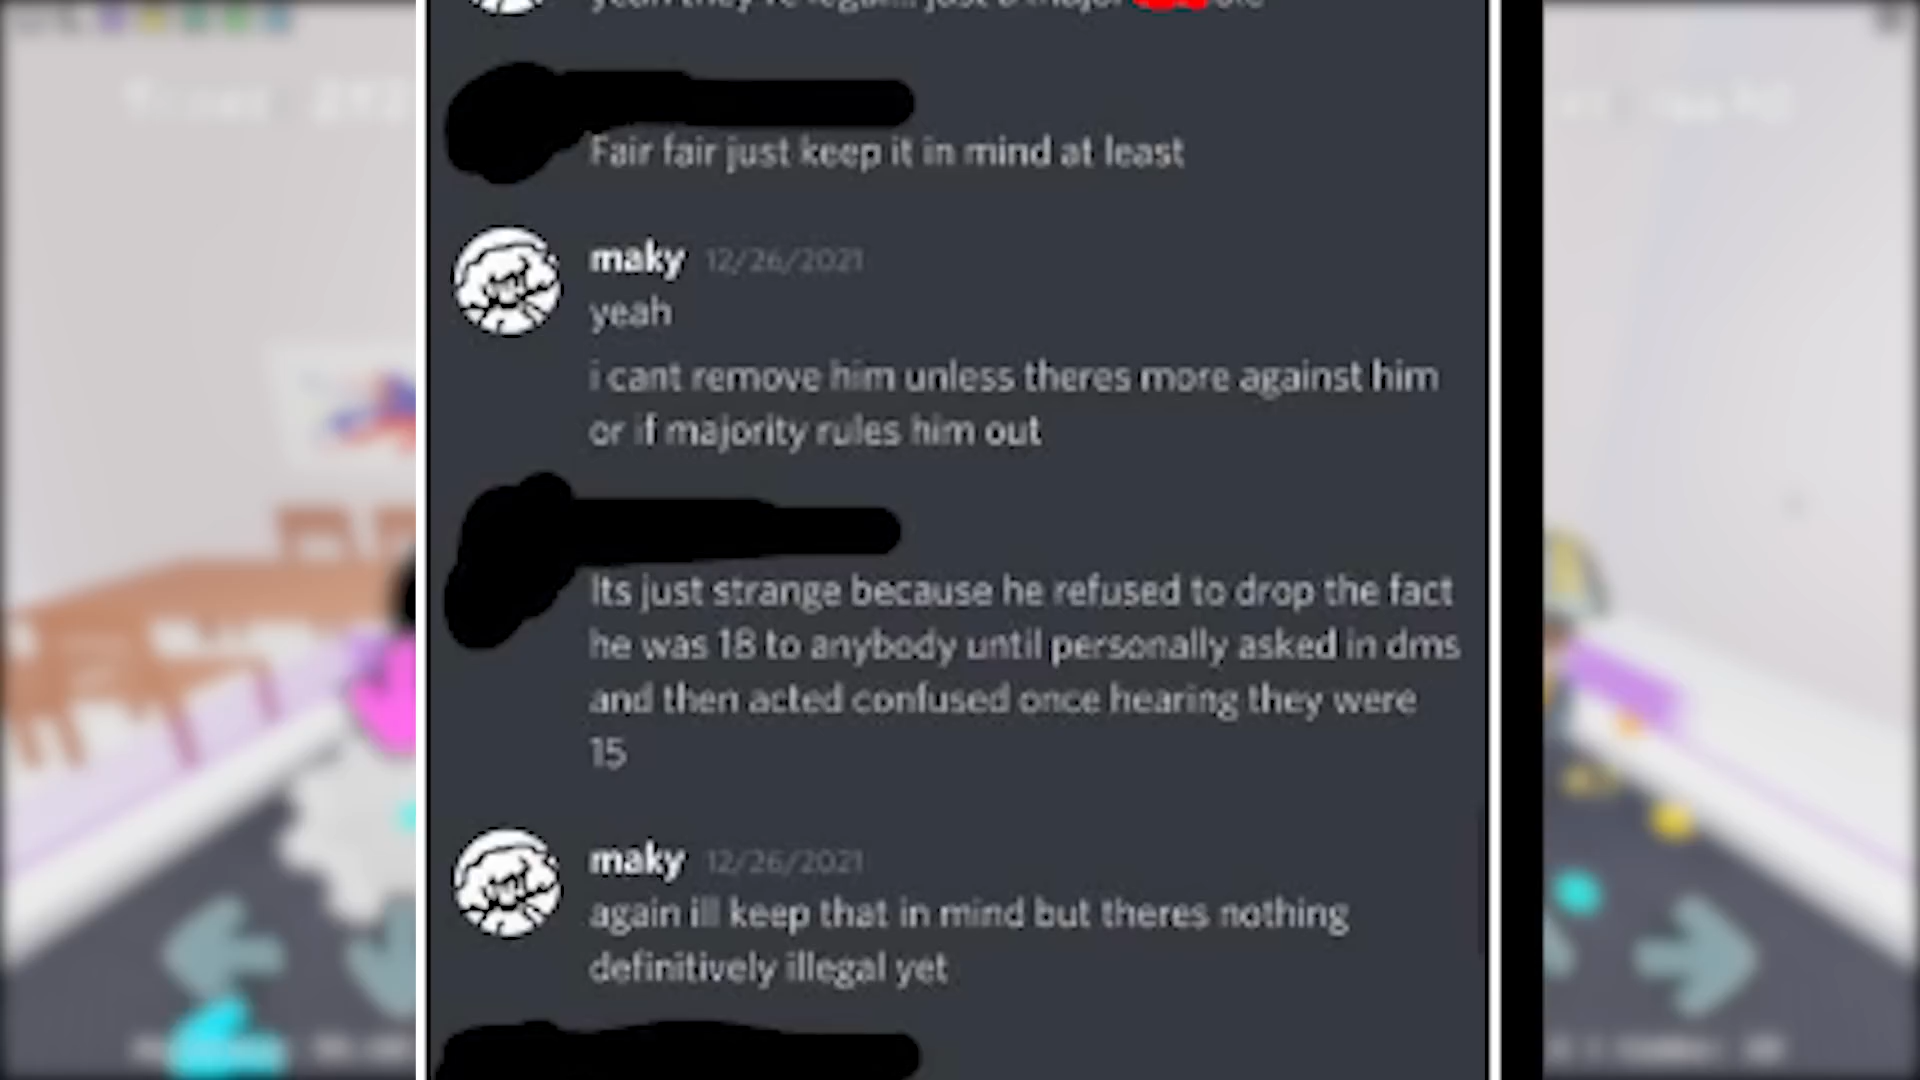 Fair fair just keep it in mind at least
maky 12/26/2021
yeah
i cant remove him unless theres more against him
or if majority rules him out
Its just strange because he refused to drop the fact
he was 18 to anybody until personally asked in dms
and then acted confused once hearing they were
15
maky 12/26/2021
again ill keep that in mind but theres nothing
definitively illegal yet